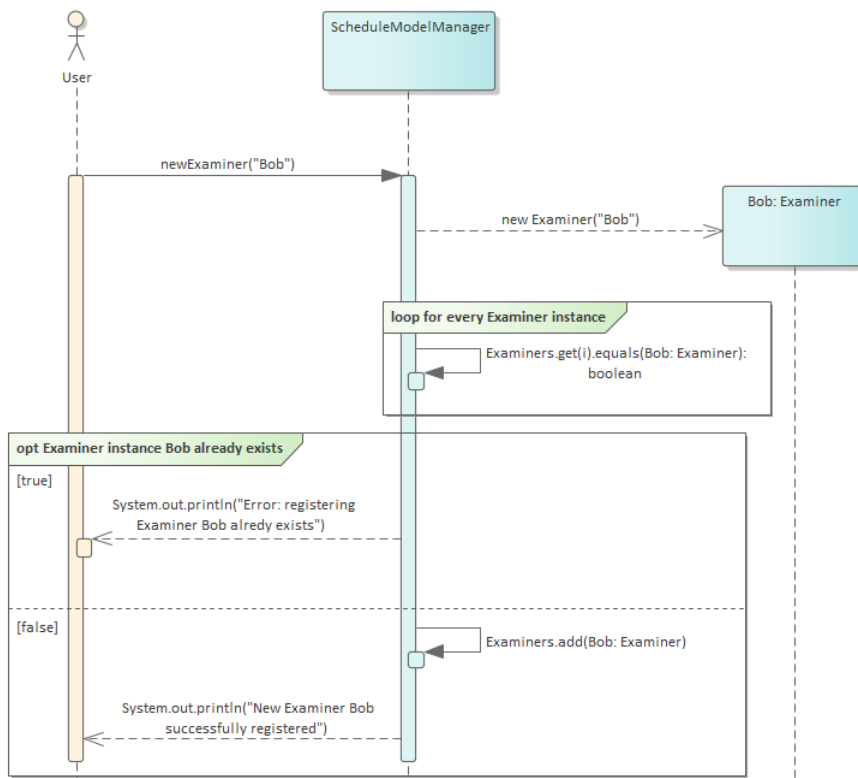 ScheduleModelManager
User
newExaminer("Bob")
new Examiner("Bob")
Bob: Examiner
loop for every Examiner instance
Examiners.get(i).equals(Bob: Examiner):
boolean
opt Examiner instance Bob already exists
[true]
System.out.println("Error: registering
Examiner Bob alredy exists")
[false]
Examiners.add(Bob: Examiner)
System.out.println("New Examiner Bob
successfully registered")